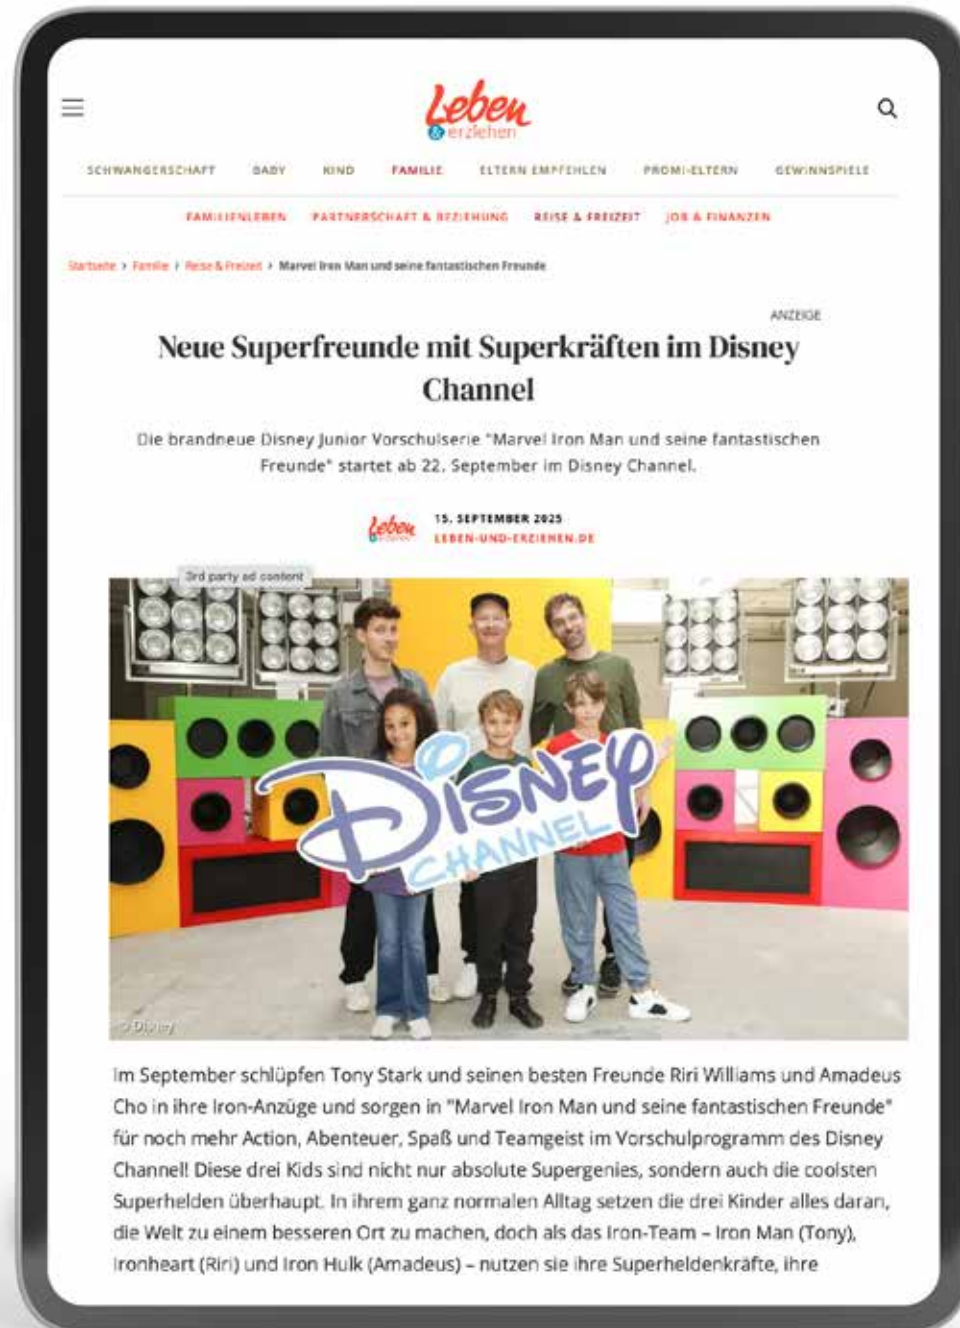 Leben
& erziehen
SCHWANGERSCHAFT BABY KIND FAMILIE ELTERN EMPFEHLEN PROMI-ELTERN GEWINNSPIELE
FAMILIENLEBEN PARTNERSCHAFT & BEZIEHUNG REISE & FREIZEIT JOB & FINANZEN
Startseite > Familie / Reise & Freizeit > Marvel Iron Man und seine fantastischen Freunde
ANZEIGE
Neue Superfreunde mit Superkräften im Disney
Channel
Die brandneue Disney Junior Vorschulserie "Marvel Iron Man und seine fantastischen
Freunde" startet ab 22. September im Disney Channel.
Leben
& erziehen
15. SEPTEMBER 2025
LEBEN-UND-ERZIEHEN.DE
3rd party ad content
Disney
CHANNEL
© Disney
Im September schlüpfen Tony Stark und seinen besten Freunde Riri Williams und Amadeus
Cho in ihre Iron-Anzüge und sorgen in "Marvel Iron Man und seine fantastischen Freunde"
für noch mehr Action, Abenteuer, Spaß und Teamgeist im Vorschulprogramm des Disney
Channel! Diese drei Kids sind nicht nur absolute Supergenies, sondern auch die coolsten
Superhelden überhaupt. In ihrem ganz normalen Alltag setzen die drei Kinder alles daran,
die Welt zu einem besseren Ort zu machen, doch als das Iron-Team – Iron Man (Tony),
Ironheart (Riri) und Iron Hulk (Amadeus) – nutzen sie ihre Superheldenkräfte, ihre